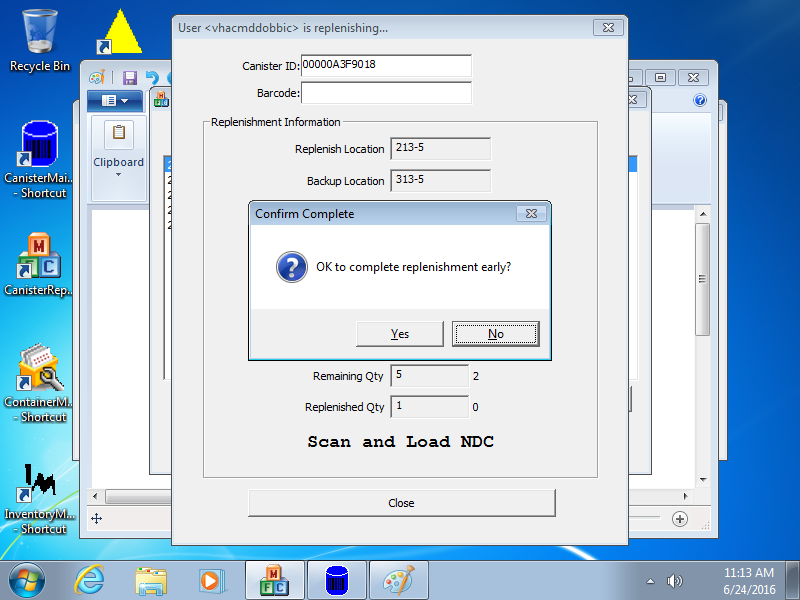 User <vhacmddobbic> is replenishing...
Recycle Bin
Canister ID: 00000A3F9018
Barcode:
Replenishment Information
Clipboard
Replenish Location 213-5
CanisterMai...
- Shortcut
Backup Location 313-5
Confirm Complete
OK to complete replenishment early?
CanisterRep...
Yes No
Remaining Qty 5 2
Replenished Qty 1 0
ContainerM...
- Shortcut
Scan and Load NDC
Close
InventoryM...
- Shortcut
11:13 AM
6/24/2016